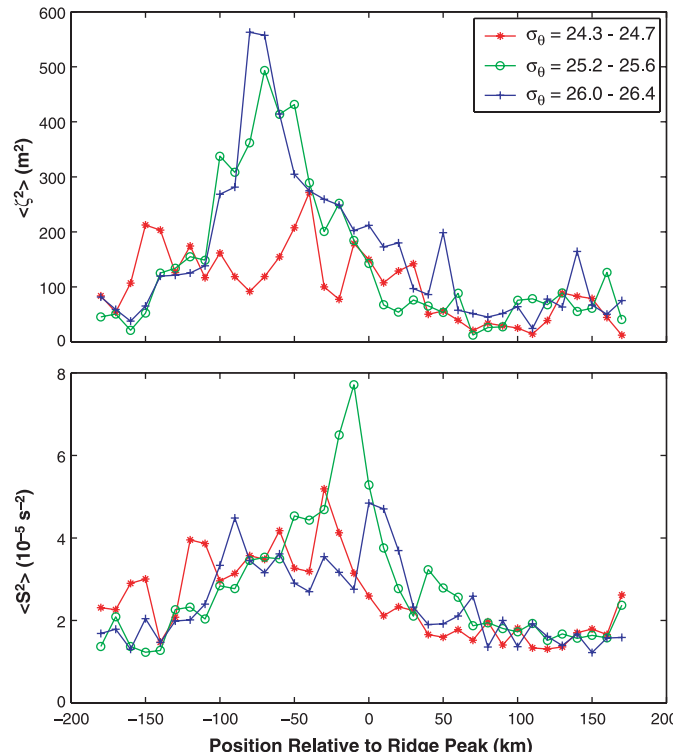 600
500
400
300
200
100
0
<ζ²> (m²)
σθ = 24.3 - 24.7
σθ = 25.2 - 25.6
σθ = 26.0 - 26.4
8
6
4
2
0
<S²> (10⁻⁵ s⁻²)
−200 −150 −100 −50 0 50 100 150 200
Position Relative to Ridge Peak (km)